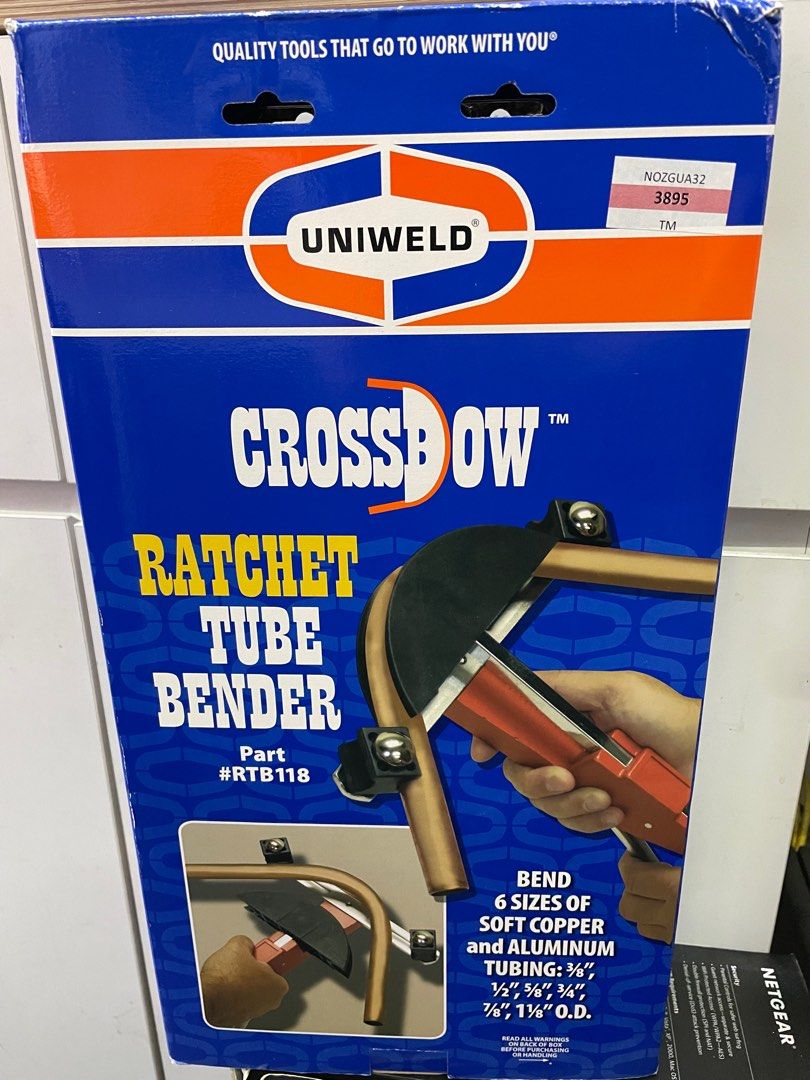 QUALITY TOOLS THAT GO TO WORK WITH YOU®
NOZGUA32
3895
TM
UNIWELD®
CROSSBOW™
RATCHET
TUBE
BENDER
Part
#RTB118
BEND
6 SIZES OF
SOFT COPPER
and ALUMINUM
TUBING: ⅜",
½", ⅝", ¾",
⅞", 1⅛" O.D.
READ ALL WARNINGS
ON BACK OF BOX
BEFORE PURCHASING
OR HANDLING
NETGEAR®
Security